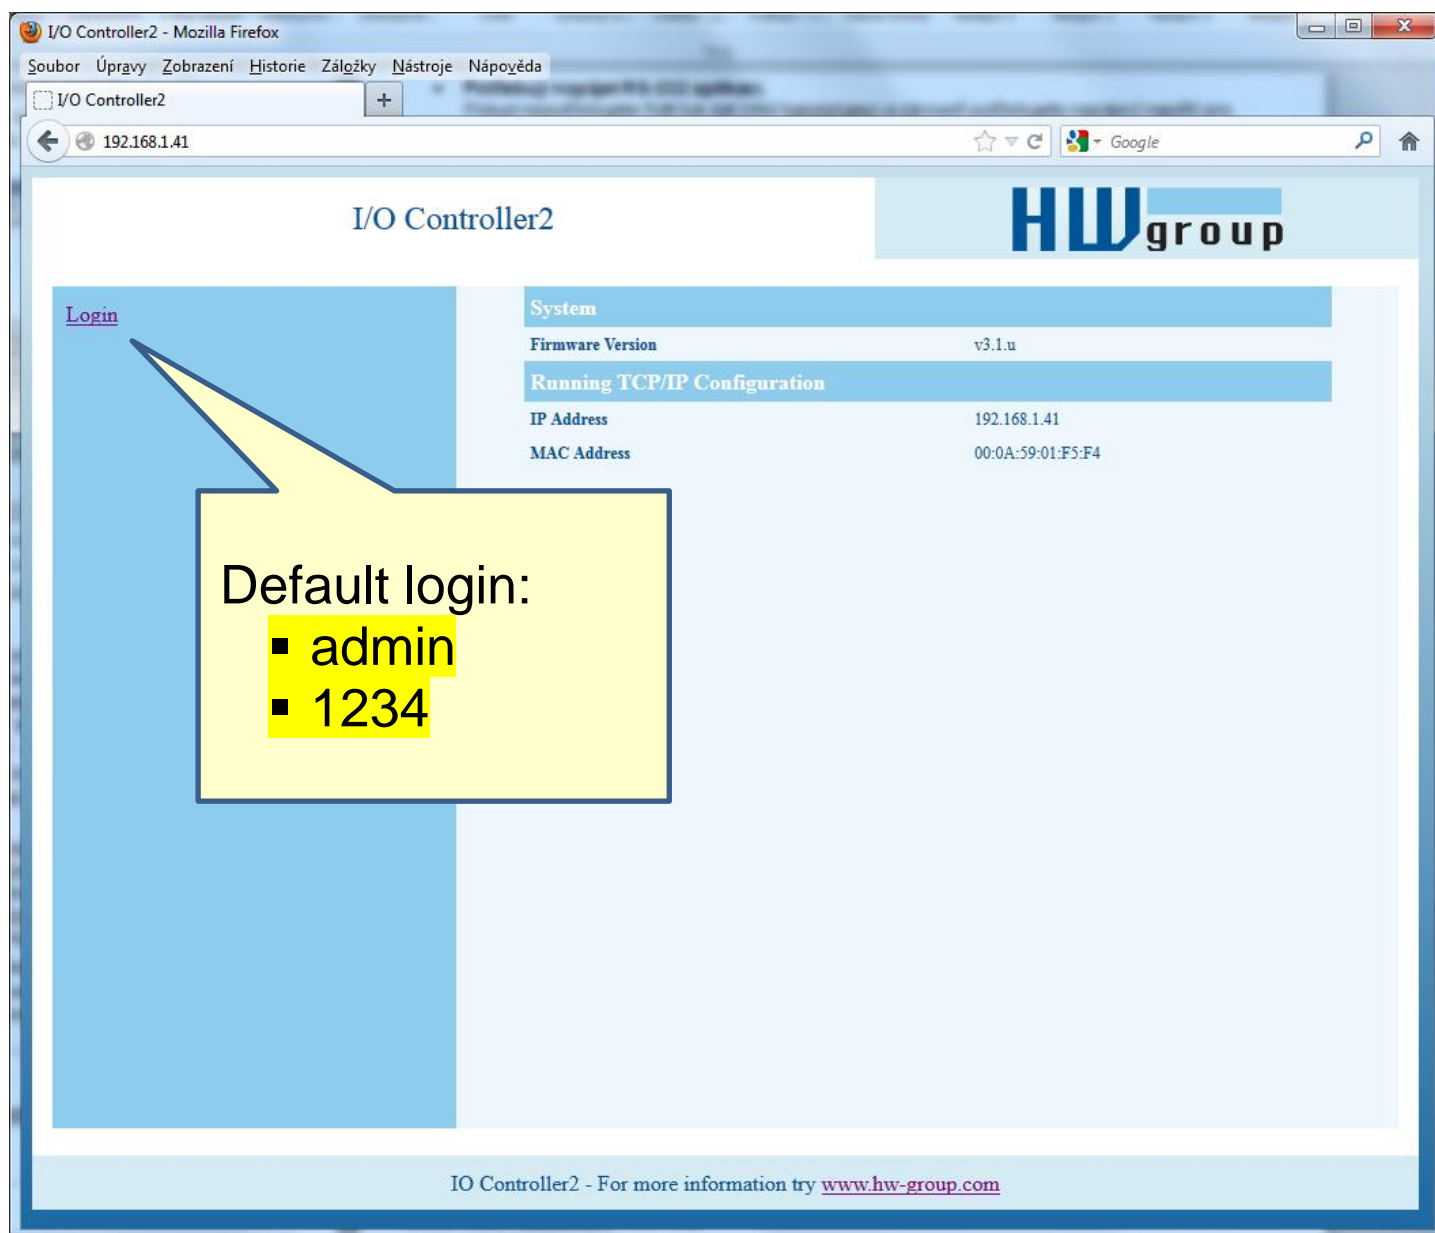 I/O Controller2 - Mozilla Firefox
Soubor Úpravy Zobrazení Historie Záložky Nástroje Nápověda
I/O Controller2 +
192.168.1.41 Google
I/O Controller2
HW group
Login
System
Firmware Version v3.1.u
Running TCP/IP Configuration
IP Address 192.168.1.41
MAC Address 00:0A:59:01:F5:F4
Default login:
▪ admin
▪ 1234
IO Controller2 - For more information try www.hw-group.com